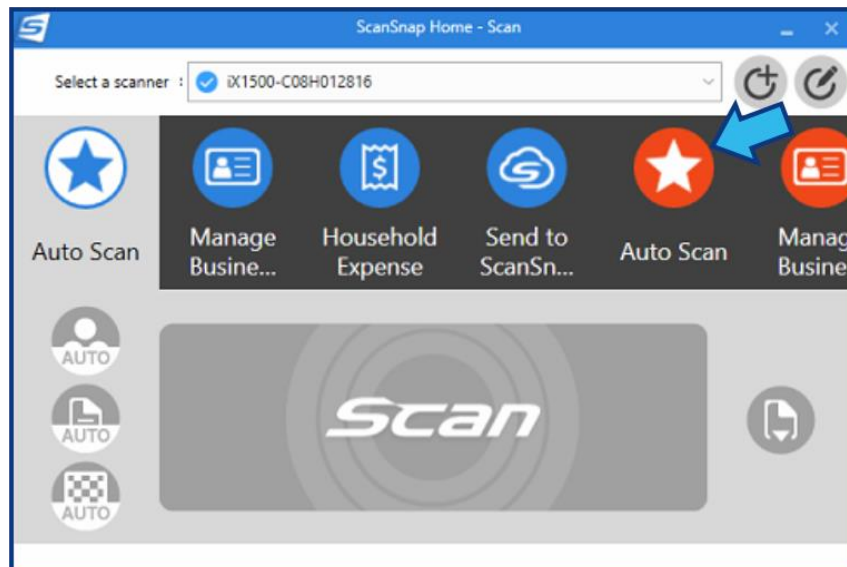 ScanSnap Home - Scan
Select a scanner : iX1500-C08H012816
Auto Scan
Manage
Busine...
Household
Expense
Send to
ScanSn...
Auto Scan
Manag
Busine
AUTO
AUTO
AUTO
Scan